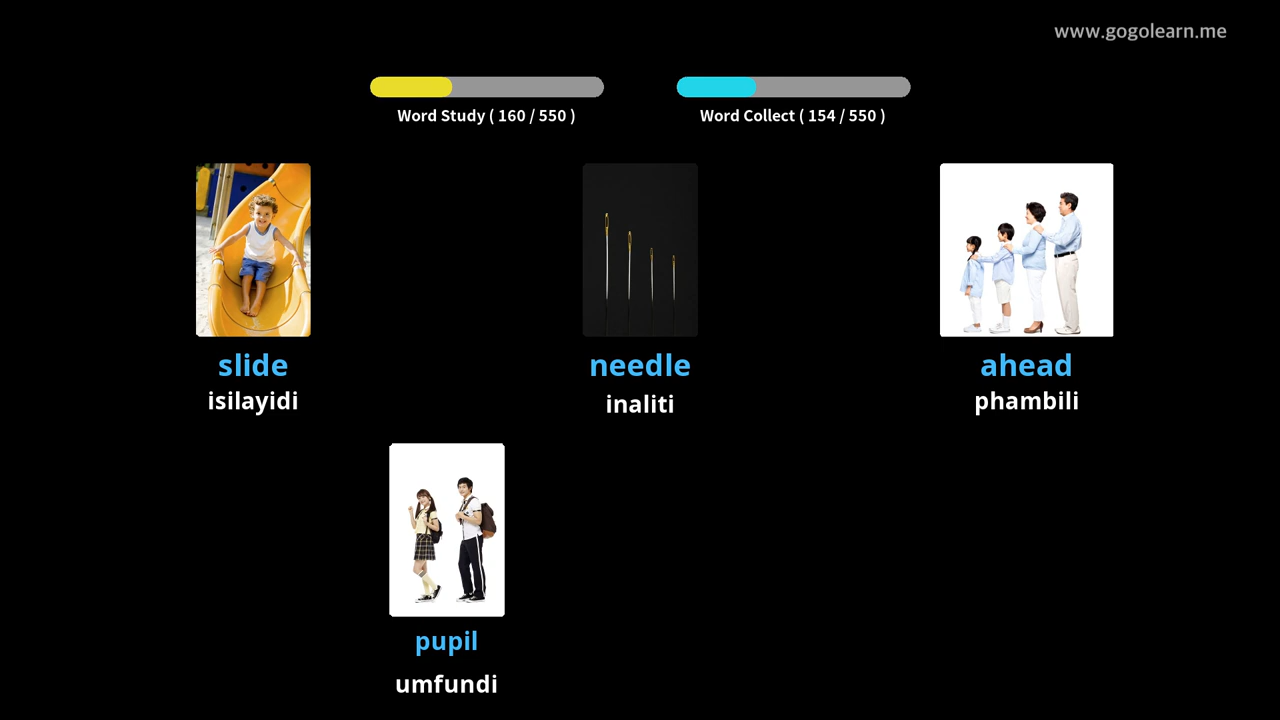 www.gogolearn.me
Word Study ( 160 / 550 )
Word Collect ( 154 / 550 )
slide
isilayidi
needle
inaliti
ahead
phambili
pupil
umfundi